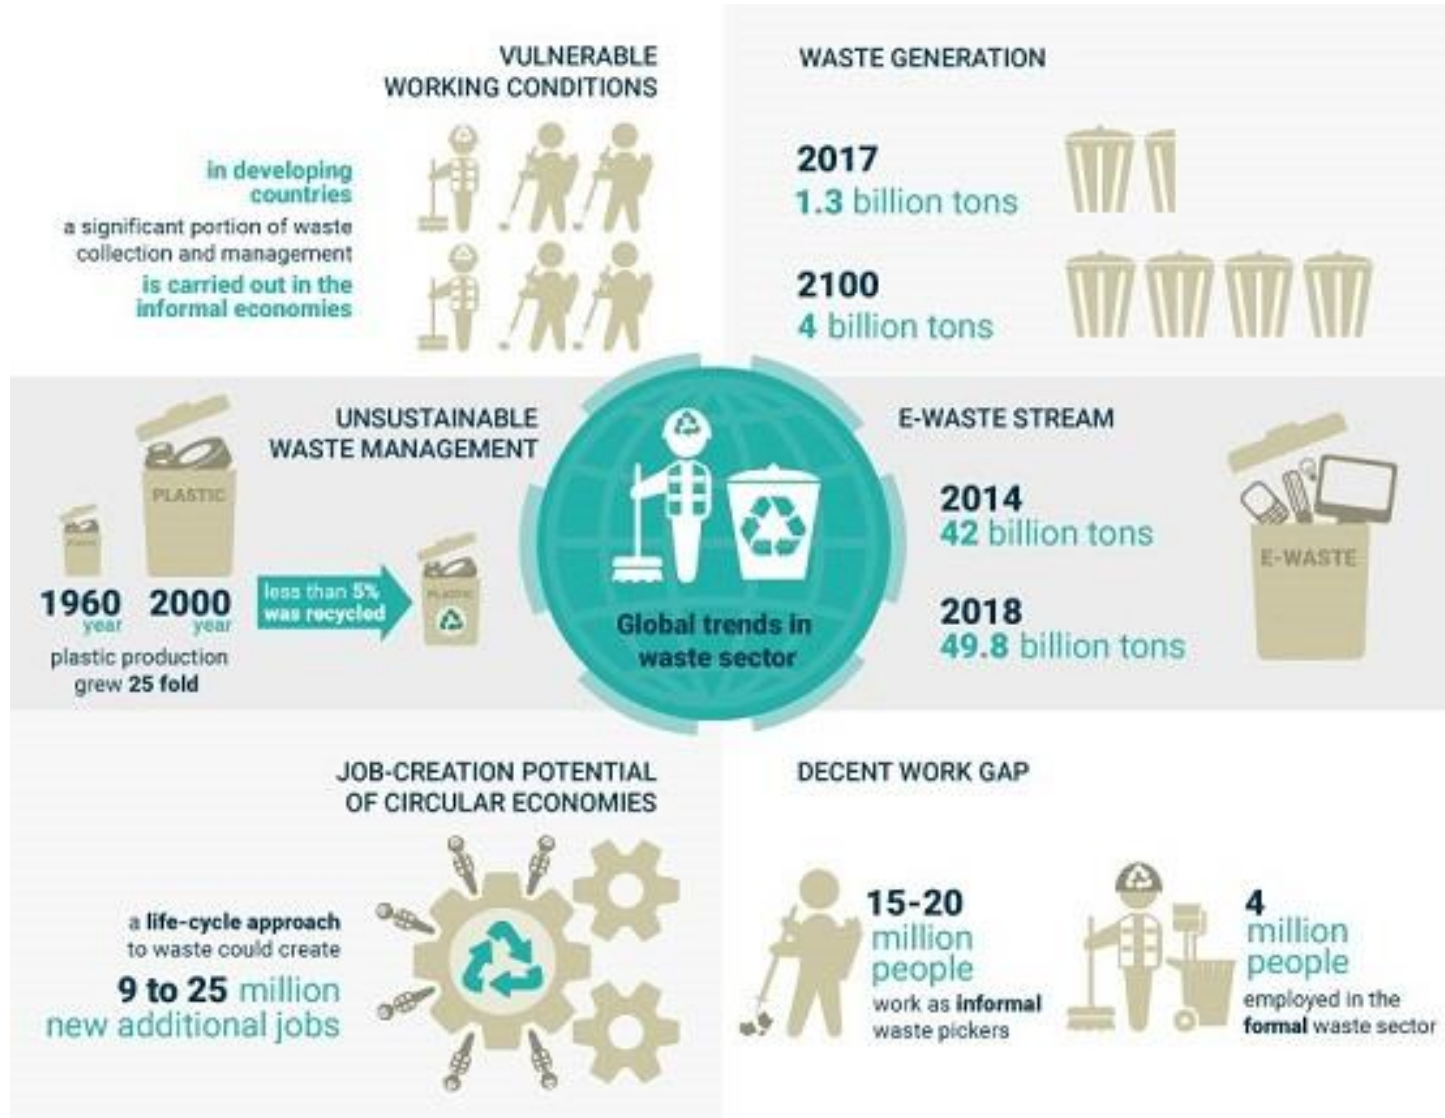 VULNERABLE
WORKING CONDITIONS
in developing
countries
a significant portion of waste
collection and management
is carried out in the
informal economies
WASTE GENERATION
2017
1.3 billion tons
2100
4 billion tons
UNSUSTAINABLE
WASTE MANAGEMENT
PLASTIC
PLASTIC
1960
year
2000
year
plastic production
grew 25 fold
less than 5%
was recycled
Global trends in
waste sector
E-WASTE STREAM
2014
42 billion tons
2018
49.8 billion tons
E-WASTE
JOB-CREATION POTENTIAL
OF CIRCULAR ECONOMIES
a life-cycle approach
to waste could create
9 to 25 million
new additional jobs
DECENT WORK GAP
15-20
million
people
work as informal
waste pickers
4
million
people
employed in the
formal waste sector